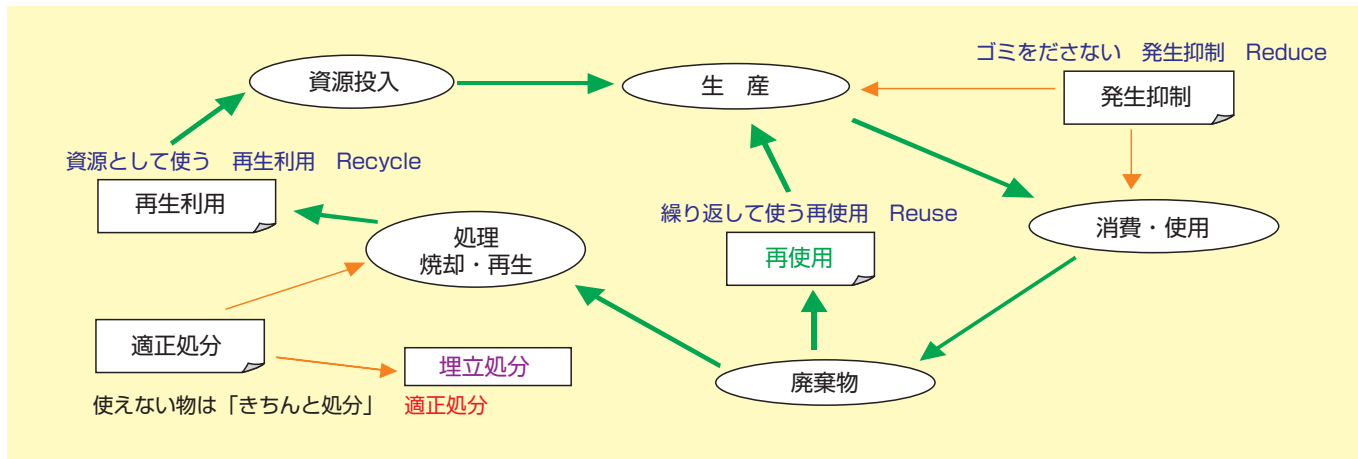 ゴミをださない　発生抑制　Reduce
資源投入
生　産
発生抑制
資源として使う　再生利用　Recycle
再生利用
繰り返して使う再使用　Reuse
処理
焼却・再生
再使用
消費・使用
適正処分
埋立処分
廃棄物
使えない物は「きちんと処分」　適正処分